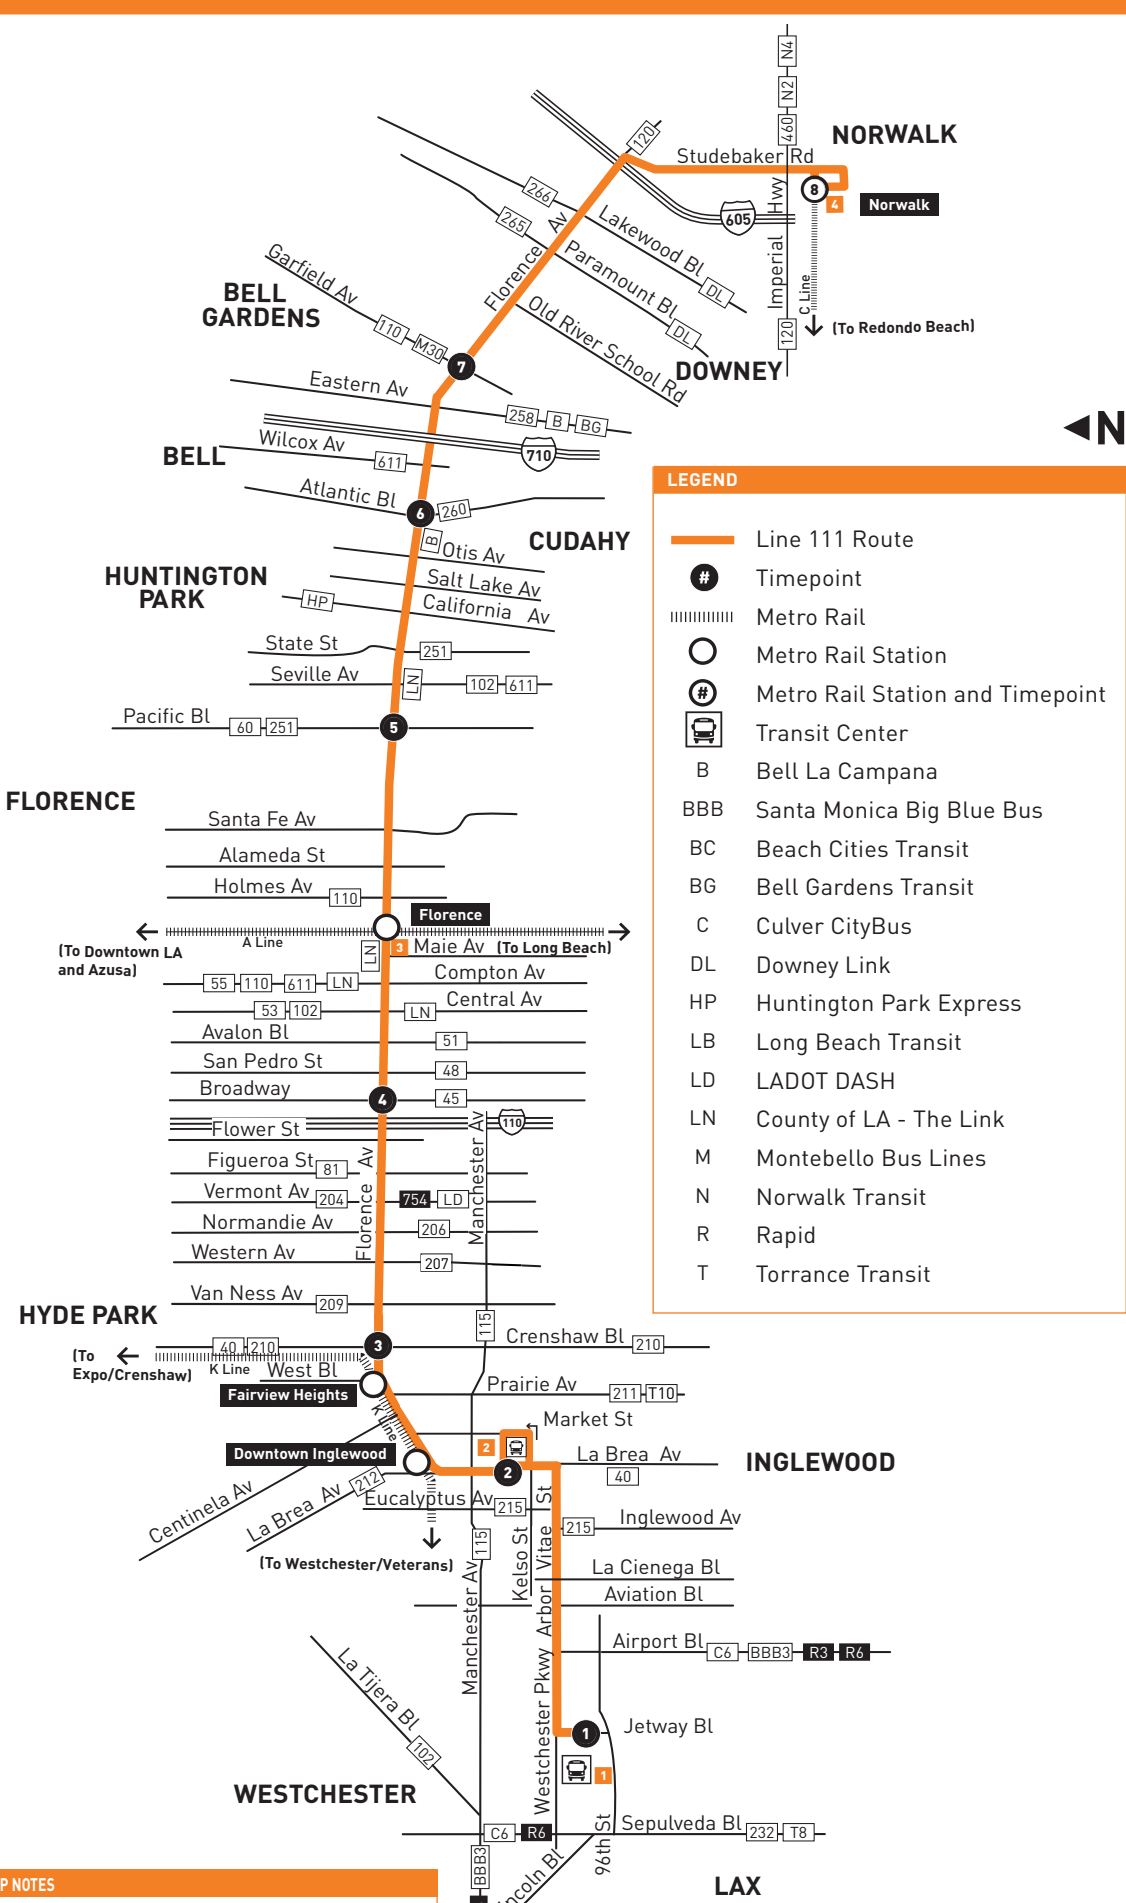 N4
N2
460
NORWALK
120
Studebaker Rd
8
4
Norwalk
Imperial Hwy
605
266
265
Lakewood Bl
DL
Paramount Bl
DL
Florence Av
Old River School Rd
C Line
(To Redondo Beach)
120
DOWNEY
Garfield Av
BELL
GARDENS
110
M30
7
Eastern Av
258
B
BG
N
Wilcox Av
BELL
611
710
Atlantic Bl
6
260
B
CUDAHY
Otis Av
HUNTINGTON
PARK
Salt Lake Av
HP
California Av
State St
251
Seville Av
LN
102
611
Pacific Bl
60
251
5
FLORENCE
Santa Fe Av
Alameda St
Holmes Av
110
Florence
A Line
(To Downtown LA
and Azusa)
LN
3
Maie Av
(To Long Beach)
Compton Av
55
110
611
LN
Central Av
53
102
LN
Avalon Bl
51
San Pedro St
48
Broadway
4
45
110
Flower St
Manchester Av
Florence Av
Figueroa St
81
Vermont Av
204
754
LD
Normandie Av
206
Western Av
207
Van Ness Av
209
HYDE PARK
115
40
210
3
Crenshaw Bl
210
(To
Expo/Crenshaw)
K Line
West Bl
Fairview Heights
Prairie Av
211
T10
K Line
Market St
Downtown Inglewood
2
2
La Brea Av
40
INGLEWOOD
Centinela Av
La Brea Av
212
Eucalyptus Av
215
215
Inglewood Av
(To Westchester/Veterans)
115
Kelso St
Arbor Vitae St
La Cienega Bl
Aviation Bl
Manchester Av
Airport Bl
C6
BBB3
R3
R6
La Tijera Bl
102
Westchester Pkwy
1
Jetway Bl
1
WESTCHESTER
96th St
C6
R6
Sepulveda Bl
232
T8
BBB3
ncoln Bl
LAX
P NOTES
LEGEND
Line 111 Route
# Timepoint
Metro Rail
Metro Rail Station
# Metro Rail Station and Timepoint
Transit Center
B Bell La Campana
BBB Santa Monica Big Blue Bus
BC Beach Cities Transit
BG Bell Gardens Transit
C Culver CityBus
DL Downey Link
HP Huntington Park Express
LB Long Beach Transit
LD LADOT DASH
LN County of LA - The Link
M Montebello Bus Lines
N Norwalk Transit
R Rapid
T Torrance Transit